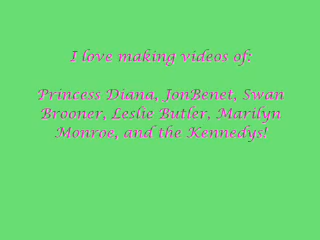 I love making videos of:
Princess Diana, JonBenet, Swan
Brooner, Leslie Butler, Marilyn
Monroe, and the Kennedys!